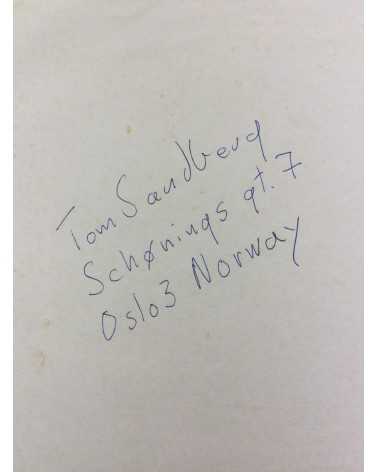 Tom Sandberg
Schønings gt. 7
Oslo3 Norway